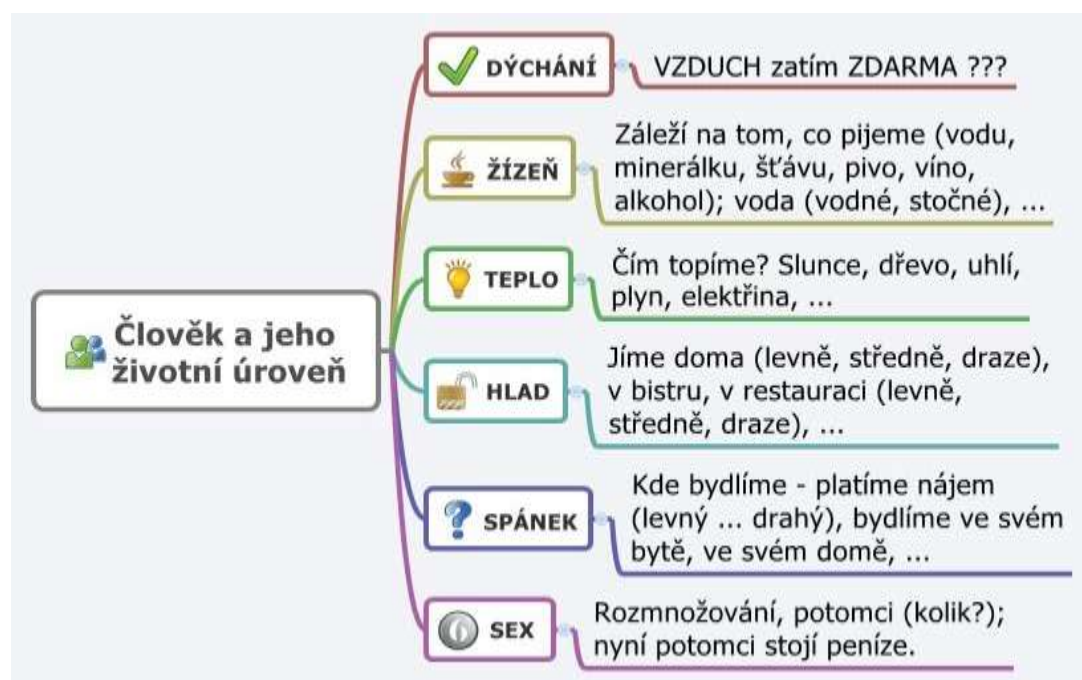 Člověk a jeho
životní úroveň
DÝCHÁNÍ
VZDUCH zatím ZDARMA ???
ŽÍZEŇ
Záleží na tom, co pijeme (vodu,
minerálku, šťávu, pivo, víno,
alkohol); voda (vodné, stočné), ...
TEPLO
Čím topíme? Slunce, dřevo, uhlí,
plyn, elektřina, ...
HLAD
Jíme doma (levně, středně, draze),
v bistru, v restauraci (levně,
středně, draze), ...
SPÁNEK
Kde bydlíme - platíme nájem
(levný ... drahý), bydlíme ve svém
bytě, ve svém domě, ...
SEX
Rozmnožování, potomci (kolik?);
nyní potomci stojí peníze.